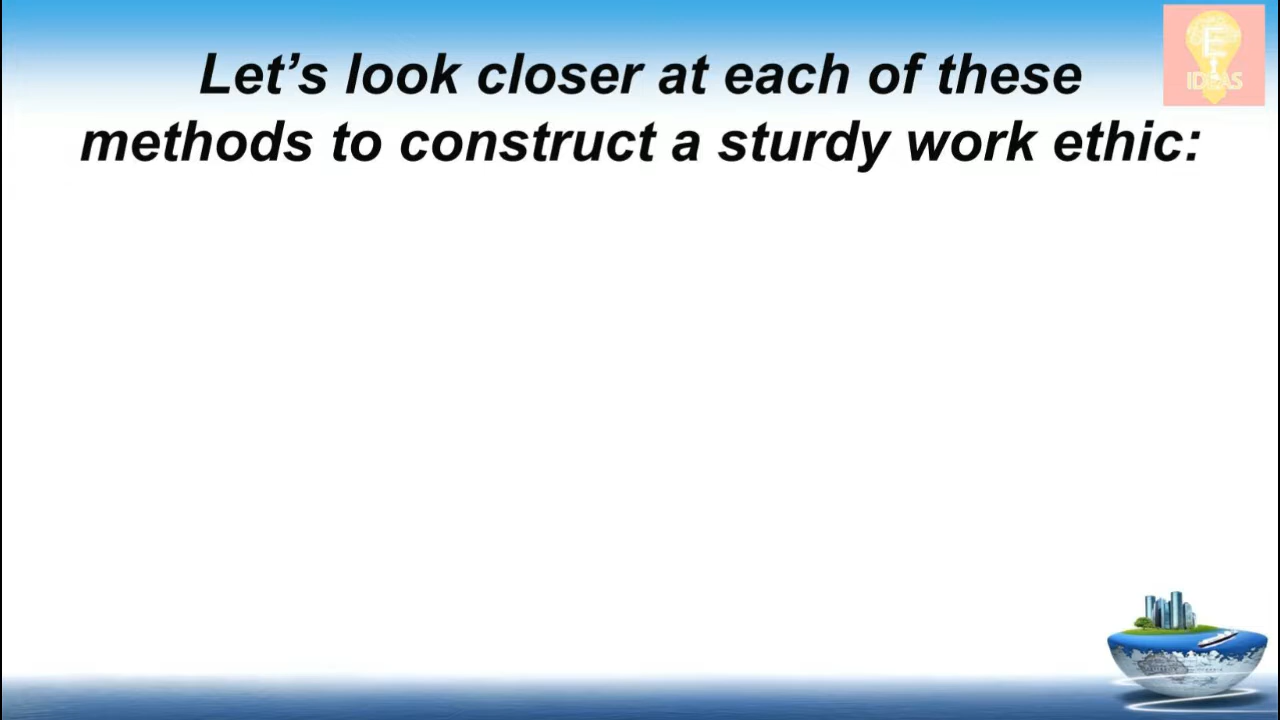 Let’s look closer at each of these
methods to construct a sturdy work ethic:
E
IDEAS